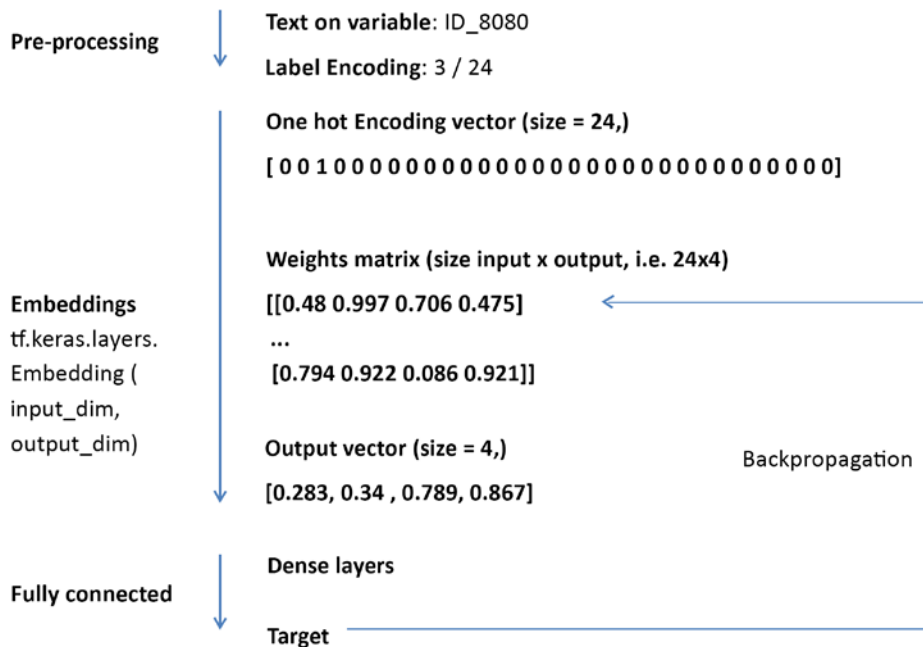 Pre-processing
Text on variable: ID_8080
Label Encoding: 3 / 24
One hot Encoding vector (size = 24,)
[ 0 0 1 0 0 0 0 0 0 0 0 0 0 0 0 0 0 0 0 0 0 0 0 0 0 0 0 0 0 0 0]
Weights matrix (size input x output, i.e. 24x4)
[[0.48 0.997 0.706 0.475]
...
[0.794 0.922 0.086 0.921]]
Embeddings
tf.keras.layers.
Embedding (
input_dim,
output_dim)
Output vector (size = 4,)
[0.283, 0.34 , 0.789, 0.867]
Backpropagation
Fully connected
Dense layers
Target